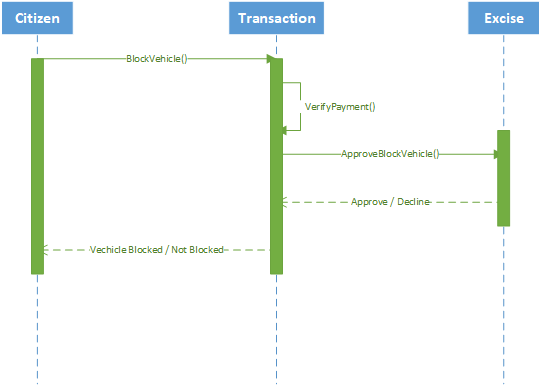 Citizen
Transaction
Excise
BlockVehicle()
VerifyPayment()
ApproveBlockVehicle()
Approve / Decline
Vechicle Blocked / Not Blocked